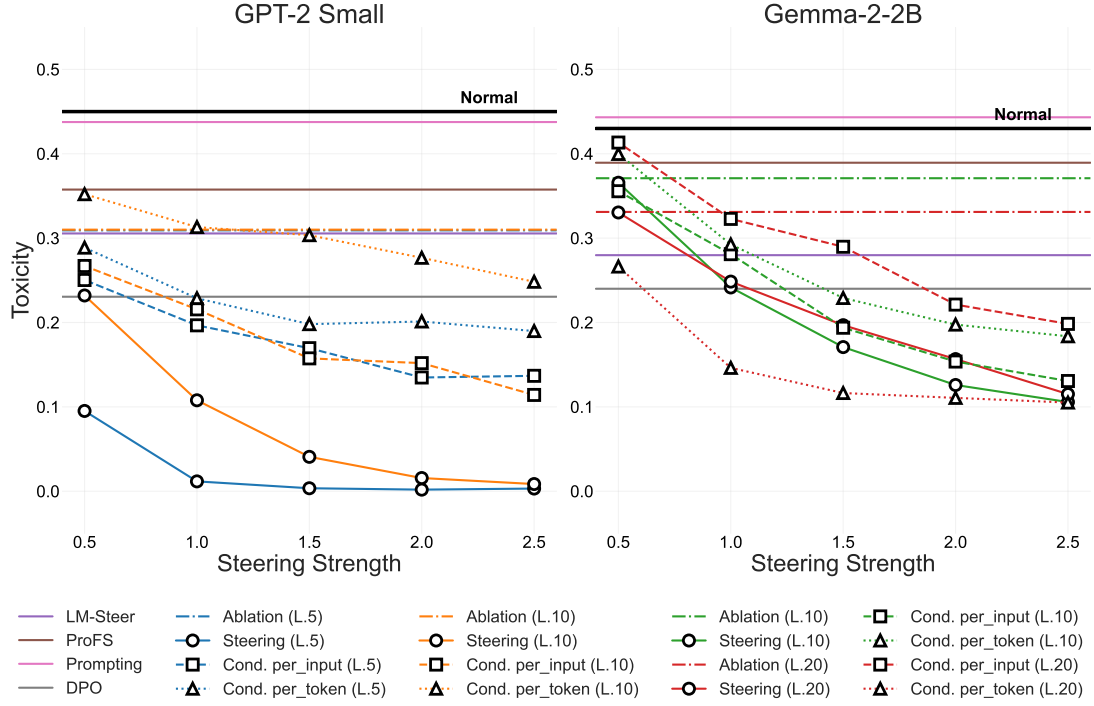 GPT-2 Small
Gemma-2-2B
0.5
0.4
0.3
0.2
0.1
0.0
Toxicity
Normal
0.5 1.0 1.5 2.0 2.5
Steering Strength
0.5
0.4
0.3
0.2
0.1
0.0
Normal
0.5 1.0 1.5 2.0 2.5
Steering Strength
LM-Steer
ProFS
Prompting
DPO
Ablation (L.5)
Steering (L.5)
Cond. per_input (L.5)
Cond. per_token (L.5)
Ablation (L.10)
Steering (L.10)
Cond. per_input (L.10)
Cond. per_token (L.10)
Ablation (L.10)
Steering (L.10)
Ablation (L.20)
Steering (L.20)
Cond. per_input (L.10)
Cond. per_token (L.10)
Cond. per_input (L.20)
Cond. per_token (L.20)